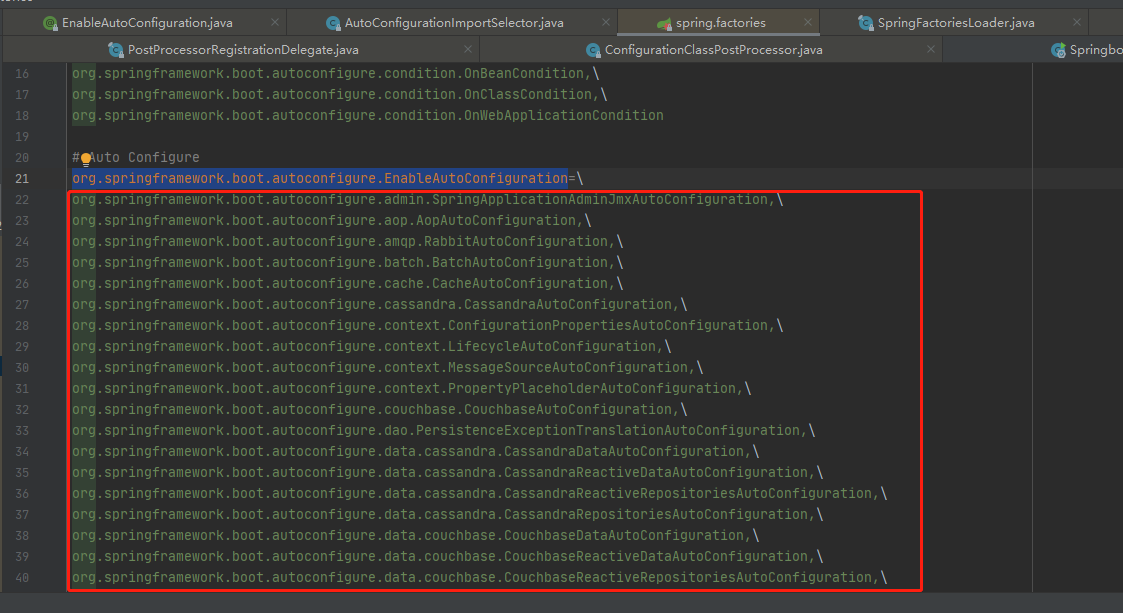 EnableAutoConfiguration.java
AutoConfigurationImportSelector.java
spring.factories
SpringFactoriesLoader.java
PostProcessorRegistrationDelegate.java
ConfigurationClassPostProcessor.java
Springbo
16 org.springframework.boot.autoconfigure.condition.OnBeanCondition,\
17 org.springframework.boot.autoconfigure.condition.OnClassCondition,\
18 org.springframework.boot.autoconfigure.condition.OnWebApplicationCondition
19
20 # Auto Configure
21 org.springframework.boot.autoconfigure.EnableAutoConfiguration=\
22 org.springframework.boot.autoconfigure.admin.SpringApplicationAdminJmxAutoConfiguration,\
23 org.springframework.boot.autoconfigure.aop.AopAutoConfiguration,\
24 org.springframework.boot.autoconfigure.amqp.RabbitAutoConfiguration,\
25 org.springframework.boot.autoconfigure.batch.BatchAutoConfiguration,\
26 org.springframework.boot.autoconfigure.cache.CacheAutoConfiguration,\
27 org.springframework.boot.autoconfigure.cassandra.CassandraAutoConfiguration,\
28 org.springframework.boot.autoconfigure.context.ConfigurationPropertiesAutoConfiguration,\
29 org.springframework.boot.autoconfigure.context.LifecycleAutoConfiguration,\
30 org.springframework.boot.autoconfigure.context.MessageSourceAutoConfiguration,\
31 org.springframework.boot.autoconfigure.context.PropertyPlaceholderAutoConfiguration,\
32 org.springframework.boot.autoconfigure.couchbase.CouchbaseAutoConfiguration,\
33 org.springframework.boot.autoconfigure.dao.PersistenceExceptionTranslationAutoConfiguration,\
34 org.springframework.boot.autoconfigure.data.cassandra.CassandraDataAutoConfiguration,\
35 org.springframework.boot.autoconfigure.data.cassandra.CassandraReactiveDataAutoConfiguration,\
36 org.springframework.boot.autoconfigure.data.cassandra.CassandraReactiveRepositoriesAutoConfiguration,\
37 org.springframework.boot.autoconfigure.data.cassandra.CassandraRepositoriesAutoConfiguration,\
38 org.springframework.boot.autoconfigure.data.couchbase.CouchbaseDataAutoConfiguration,\
39 org.springframework.boot.autoconfigure.data.couchbase.CouchbaseReactiveDataAutoConfiguration,\
40 org.springframework.boot.autoconfigure.data.couchbase.CouchbaseReactiveRepositoriesAutoConfiguration,\